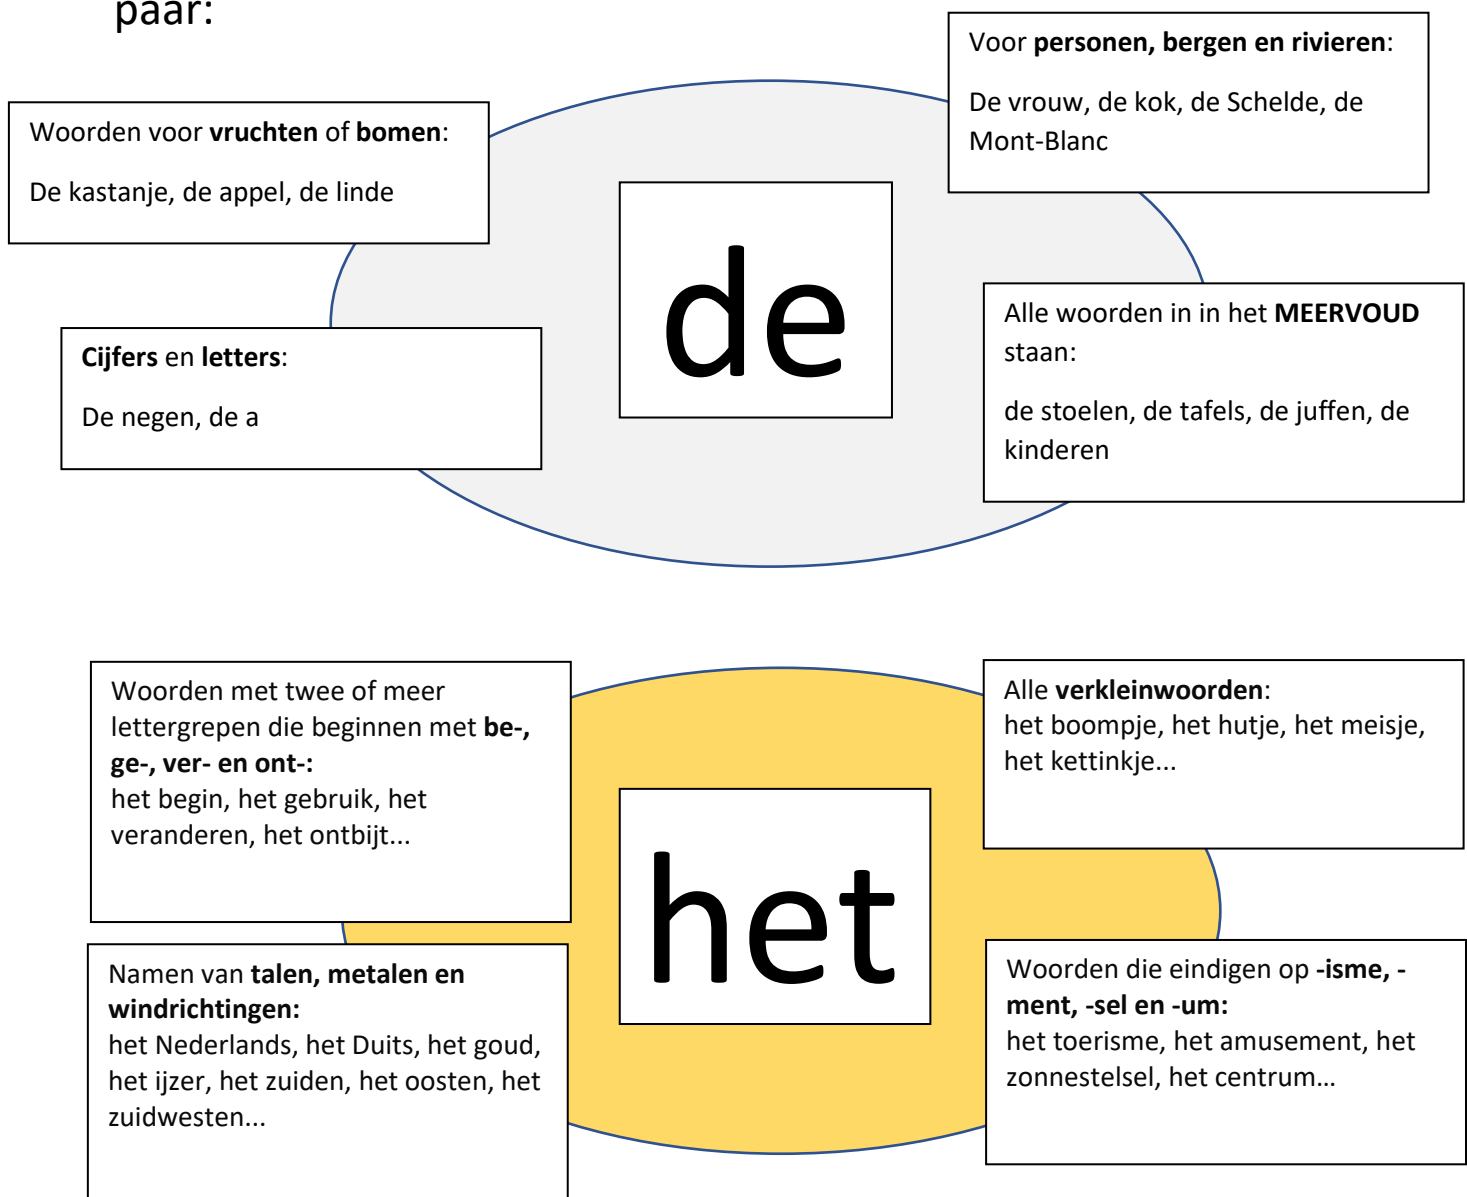 paar:
Voor personen, bergen en rivieren:
De vrouw, de kok, de Schelde, de
Mont-Blanc
Woorden voor vruchten of bomen:
De kastanje, de appel, de linde
de
Alle woorden in in het MEERVOUD
staan:
de stoelen, de tafels, de juffen, de
kinderen
Cijfers en letters:
De negen, de a
Woorden met twee of meer
lettergrepen die beginnen met be-,
ge-, ver- en ont-:
het begin, het gebruik, het
veranderen, het ontbijt...
Alle verkleinwoorden:
het boompje, het hutje, het meisje,
het kettinkje...
het
Namen van talen, metalen en
windrichtingen:
het Nederlands, het Duits, het goud,
het ijzer, het zuiden, het oosten, het
zuidwesten...
Woorden die eindigen op -isme, -
ment, -sel en -um:
het toerisme, het amusement, het
zonnestelsel, het centrum...